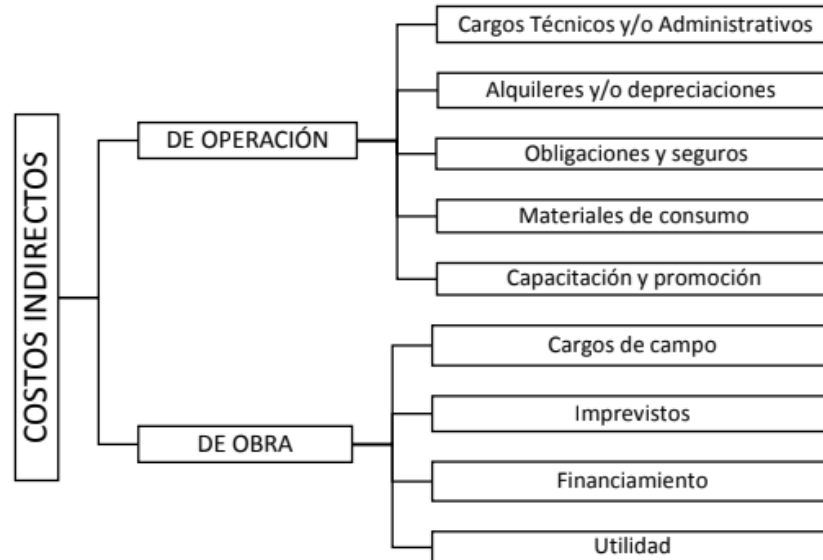 COSTOS INDIRECTOS
DE OPERACIÓN
Cargos Técnicos y/o Administrativos
Alquileres y/o depreciaciones
Obligaciones y seguros
Materiales de consumo
Capacitación y promoción
DE OBRA
Cargos de campo
Imprevistos
Financiamiento
Utilidad